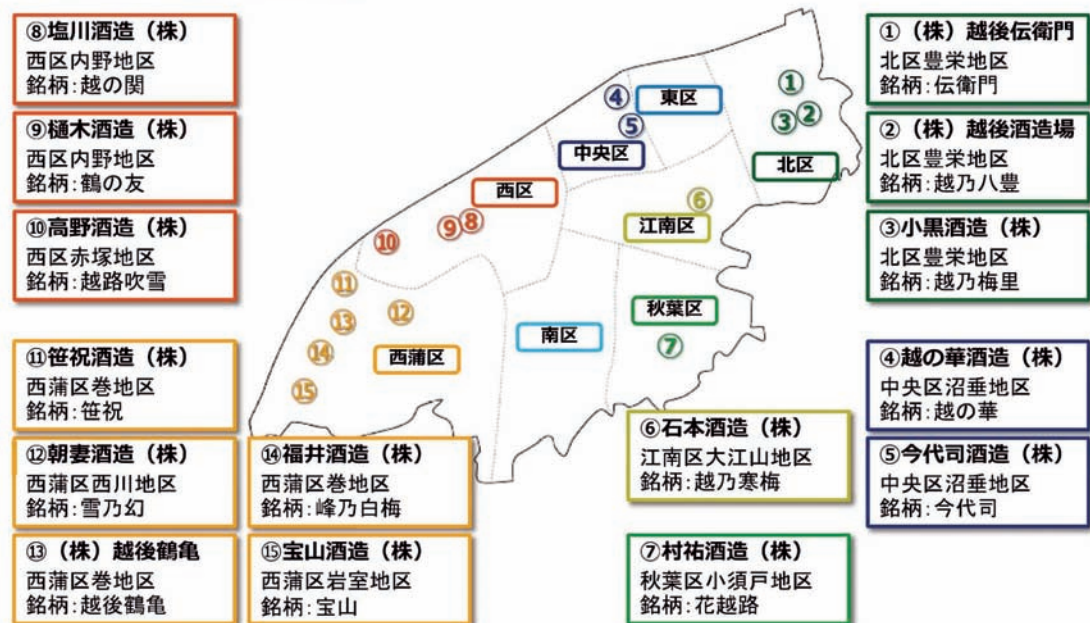 ⑧塩川酒造（株）
西区内野地区
銘柄：越の関
⑨樋木酒造（株）
西区内野地区
銘柄：鶴の友
⑩高野酒造（株）
西区赤塚地区
銘柄：越路吹雪
⑪笹祝酒造（株）
西蒲区巻地区
銘柄：笹祝
⑫朝妻酒造（株）
西蒲区西川地区
銘柄：雪乃幻
⑬（株）越後鶴亀
西蒲区巻地区
銘柄：越後鶴亀
⑭福井酒造（株）
西蒲区巻地区
銘柄：峰乃白梅
⑮宝山酒造（株）
西蒲区岩室地区
銘柄：宝山
①
④
東区
③
②
⑤
中央区
北区
西区
⑥
⑨
⑧
江南区
⑩
⑪
⑫
秋葉区
⑬
南区
⑦
⑭
西蒲区
⑮
①（株）越後伝衛門
北区豊栄地区
銘柄：伝衛門
②（株）越後酒造場
北区豊栄地区
銘柄：越乃八豊
③小黒酒造（株）
北区豊栄地区
銘柄：越乃梅里
④越の華酒造（株）
中央区沼垂地区
銘柄：越の華
⑤今代司酒造（株）
中央区沼垂地区
銘柄：今代司
⑥石本酒造（株）
江南区大江山地区
銘柄：越乃寒梅
⑦村祐酒造（株）
秋葉区小須戸地区
銘柄：花越路